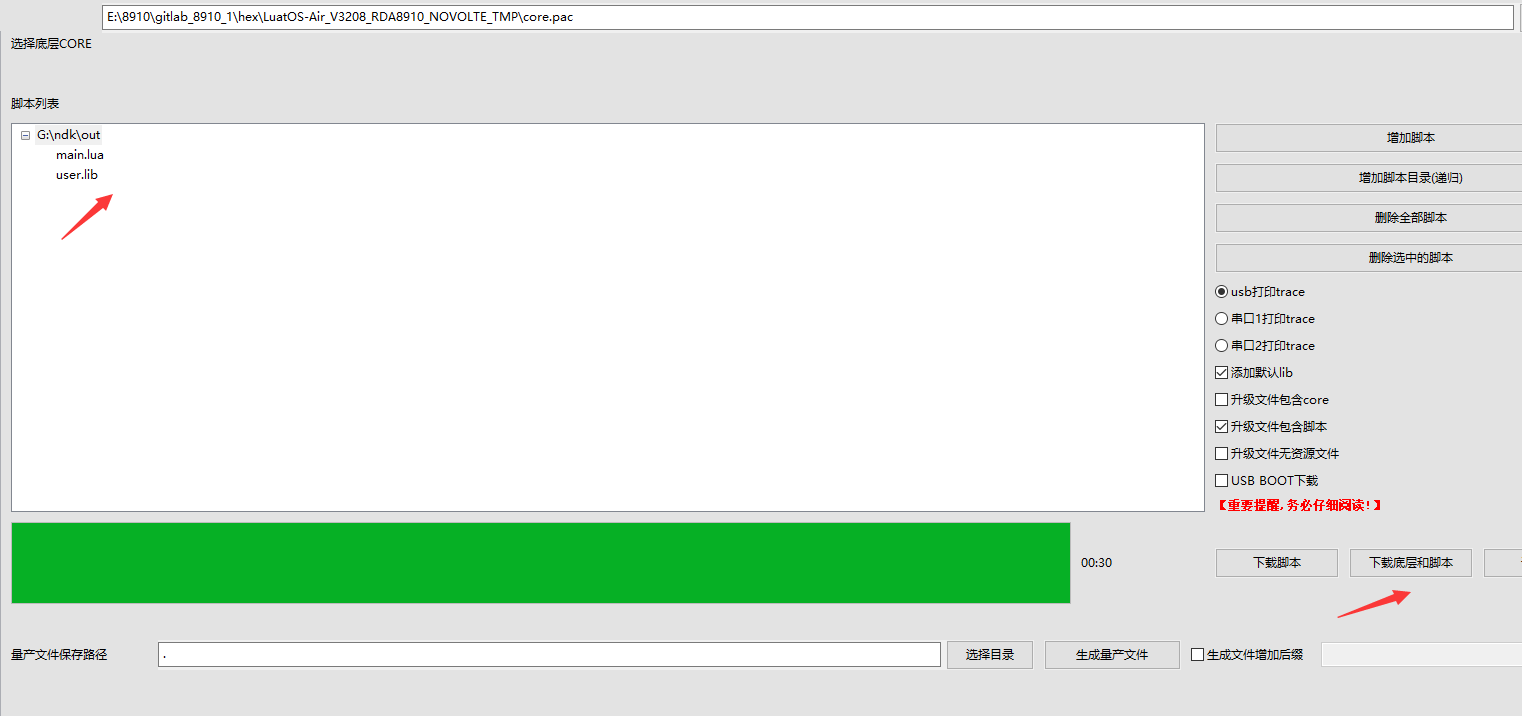 E:\8910\gitlab_8910_1\hex\LuatOS-Air_V3208_RDA8910_NOVOLTE_TMP\core.pac
选择底层CORE
脚本列表
G:\ndk\out
main.lua
user.lib
增加脚本
增加脚本目录(递归)
删除全部脚本
删除选中的脚本
usb打印trace
串口1打印trace
串口2打印trace
添加默认lib
升级文件包含core
升级文件包含脚本
升级文件无资源文件
USB BOOT下载
【重要提醒,务必仔细阅读!】
00:30
下载脚本
下载底层和脚本
量产文件保存路径
.
选择目录
生成量产文件
生成文件增加后缀